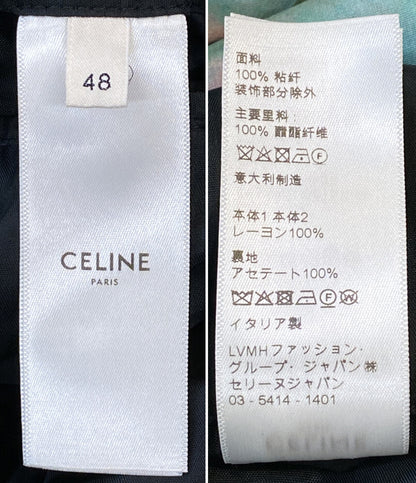 48
CELINE
PARIS
面料
100% 粘纤
装饰部分除外
主要里料:
100% 醋酯纤维
意大利制造
本体1 本体2
レーヨン100%
裏地
アセテート100%
イタリア製
LVMHファッション・
グループ・ジャパン㈱
セリーヌジャパン
03 - 5414 - 1401